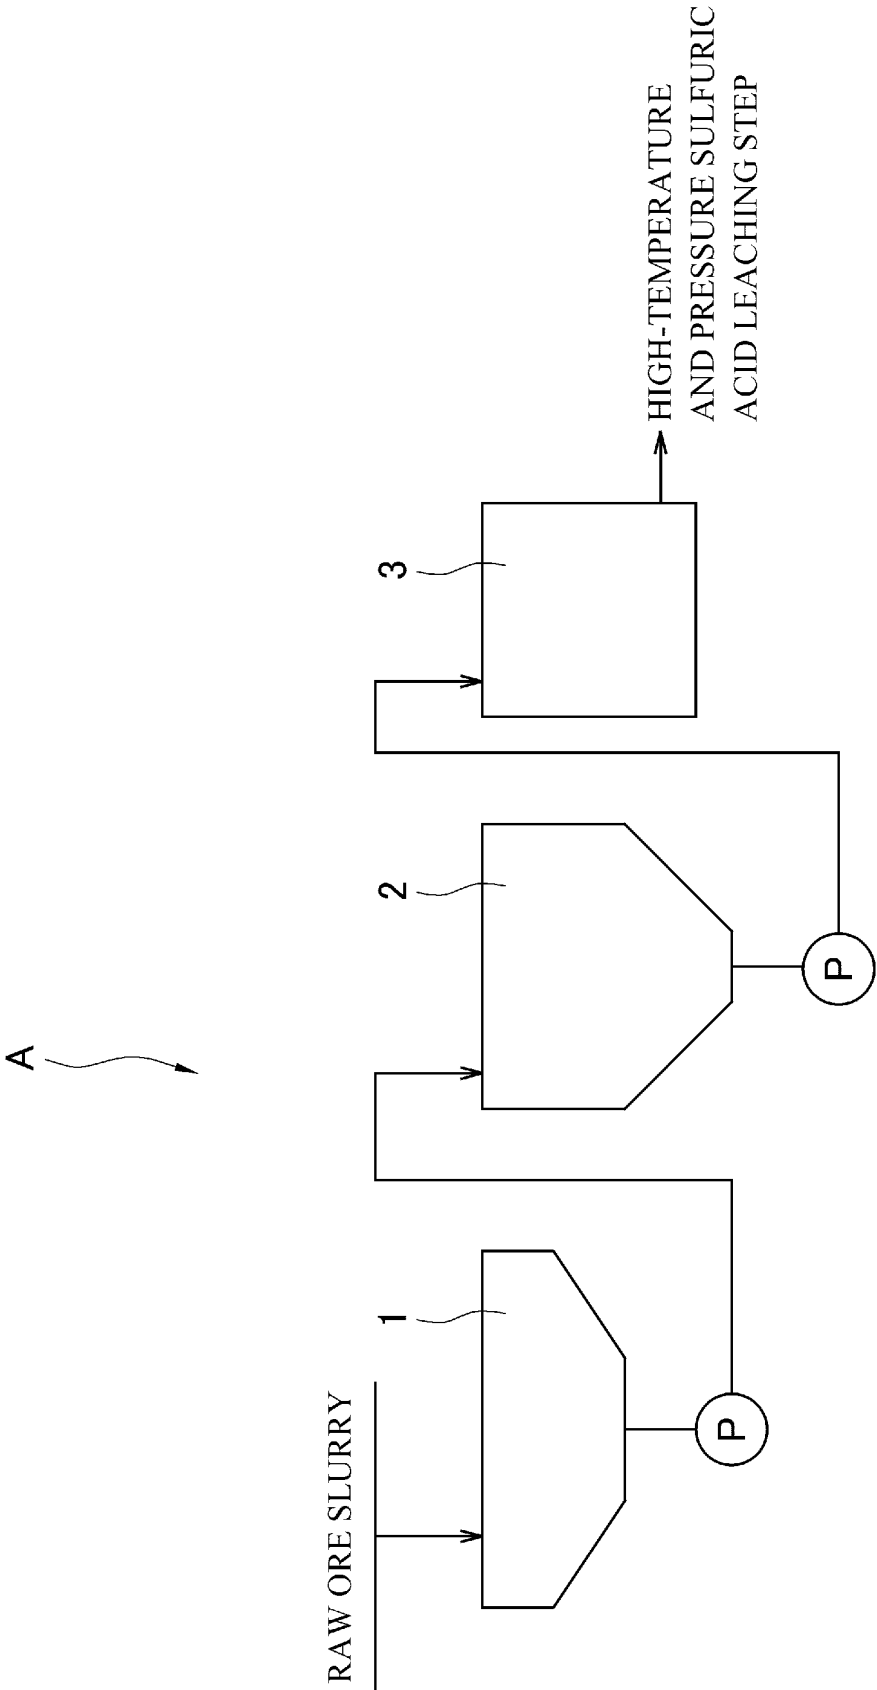 A
RAW ORE SLURRY
1
2
3
P
P
HIGH-TEMPERATURE
AND PRESSURE SULFURIC
ACID LEACHING STEP